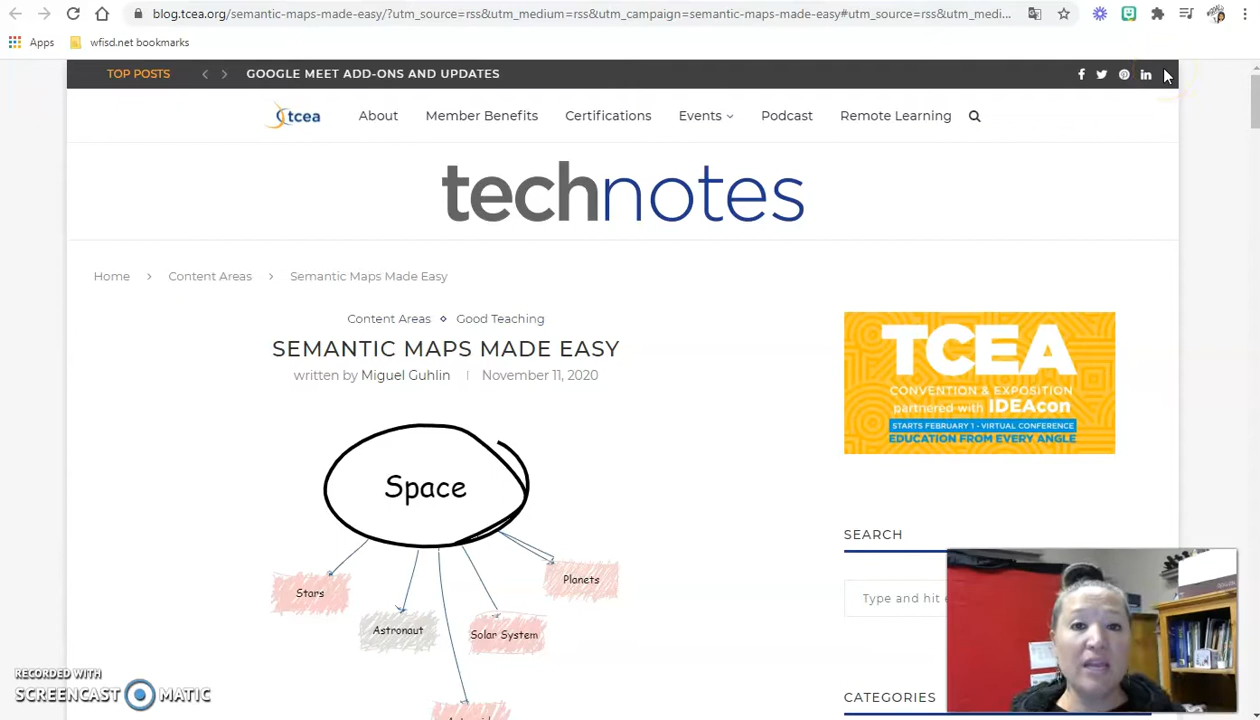 blog.tcea.org/semantic-maps-made-easy/?utm_source=rss&utm_medium=rss&utm_campaign=semantic-maps-made-easy#utm_source=rss&utm_medi...
Apps wfisd.net bookmarks
TOP POSTS GOOGLE MEET ADD-ONS AND UPDATES
tcea About Member Benefits Certifications Events Podcast Remote Learning
technotes
Home > Content Areas > Semantic Maps Made Easy
Content Areas Good Teaching
SEMANTIC MAPS MADE EASY
written by Miguel Guhlin | November 11, 2020
TCEA
CONVENTION & EXPOSITION
partnered with IDEAcon
STARTS FEBRUARY 1 - VIRTUAL CONFERENCE
EDUCATION FROM EVERY ANGLE
Space
Planets
Stars
Astronaut
Solar System
SEARCH
Type and hit e
CATEGORIES
RECORDED WITH
SCREENCAST MATIC